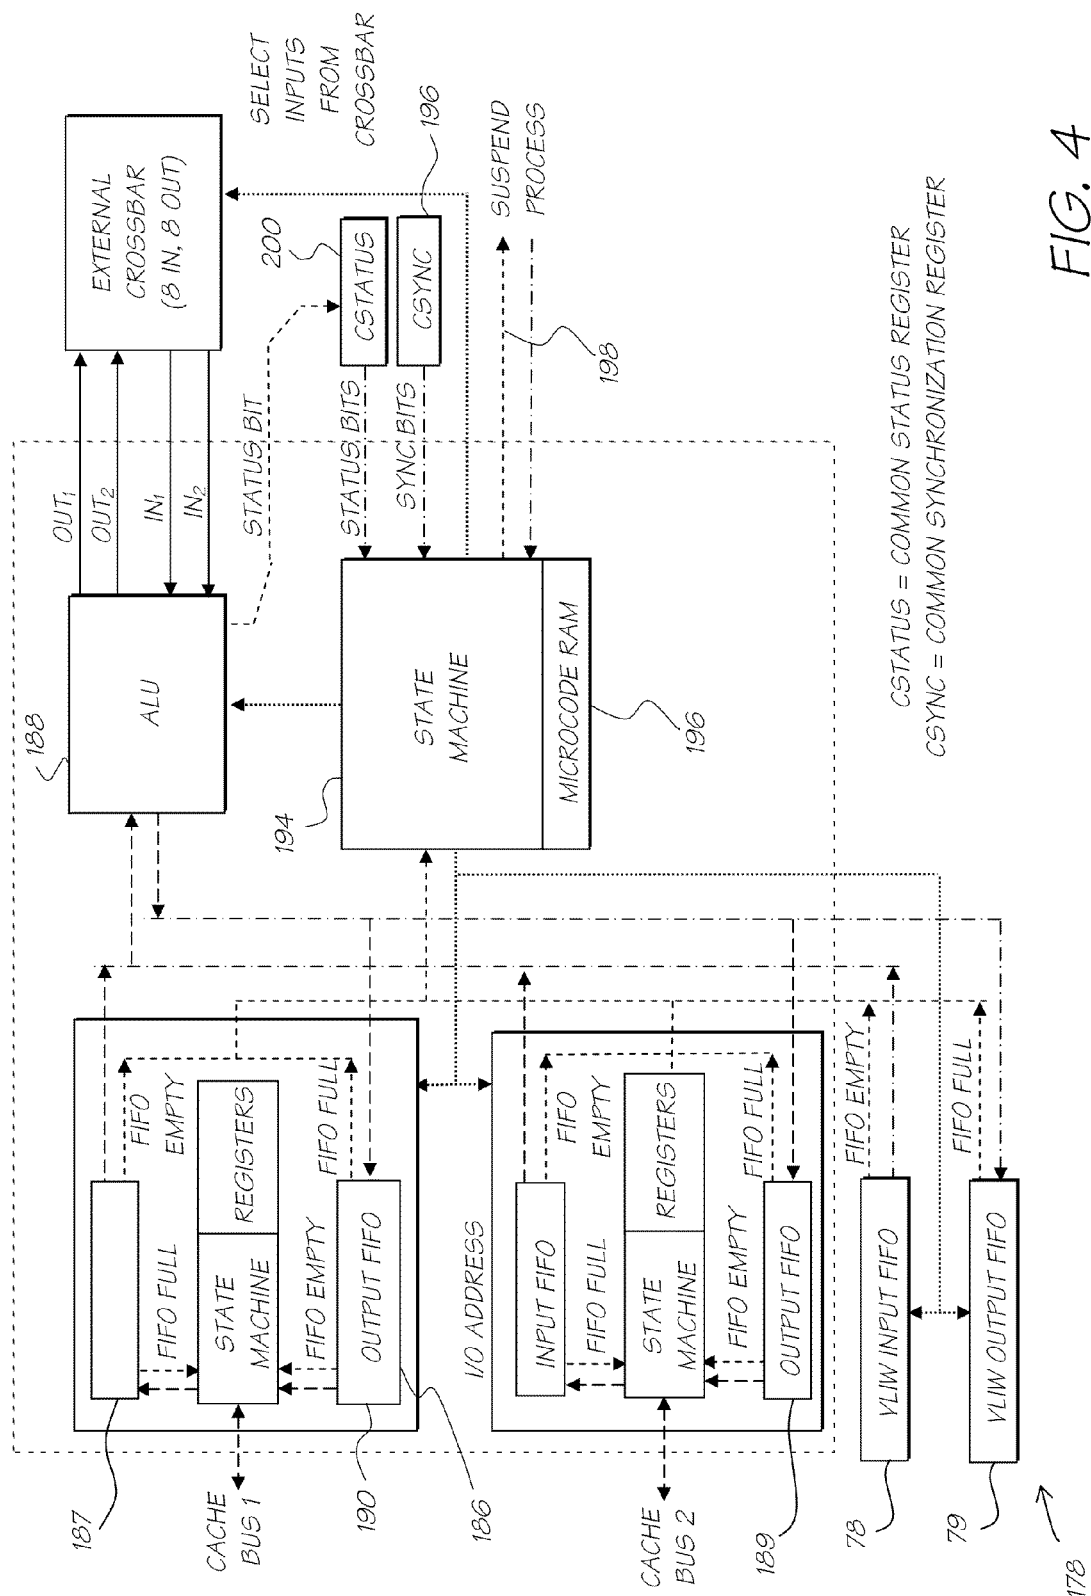 EXTERNAL
CROSSBAR
(8 IN, 8 OUT)
SELECT
INPUTS
FROM
CROSSBAR
OUT1
OUT2
IN1
IN2
STATUS BIT
200
CSTATUS
196
CSYNC
STATUS BITS
SYNC BITS
SUSPEND
PROCESS
198
188
ALU
194
STATE
MACHINE
MICROCODE RAM
196
FIFO
EMPTY
REGISTERS
FIFO FULL
FIFO FULL
STATE
MACHINE
FIFO EMPTY
OUTPUT FIFO
187
CACHE
BUS 1
190
186
I/O ADDRESS
FIFO
EMPTY
REGISTERS
FIFO FULL
INPUT FIFO
FIFO FULL
STATE
MACHINE
FIFO EMPTY
OUTPUT FIFO
CACHE
BUS 2
189
FIFO EMPTY
VLIW INPUT FIFO
78
FIFO FULL
VLIW OUTPUT FIFO
79
178
CSTATUS = COMMON STATUS REGISTER
CSYNC = COMMON SYNCHRONIZATION REGISTER
FIG. 4